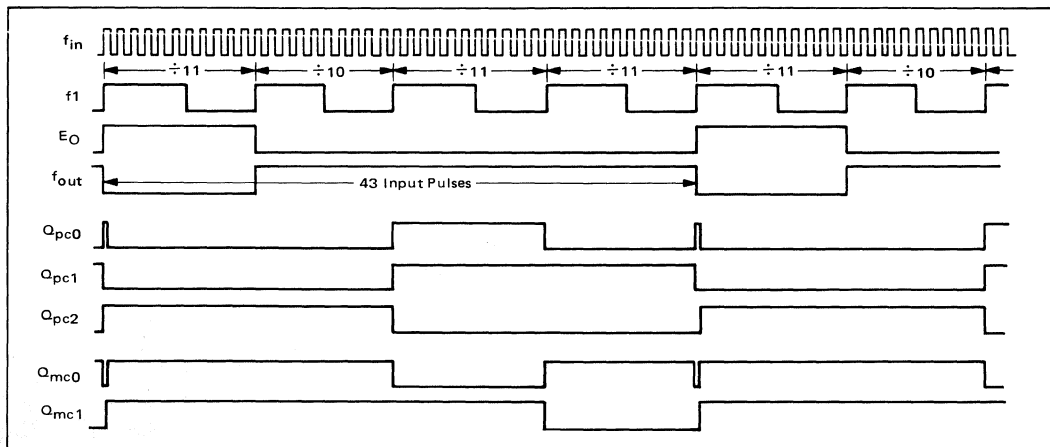 fin
÷11 ÷10 ÷11 ÷11 ÷11 ÷10
f1
EO
fout
43 Input Pulses
Qpc0
Qpc1
Qpc2
Qmc0
Qmc1